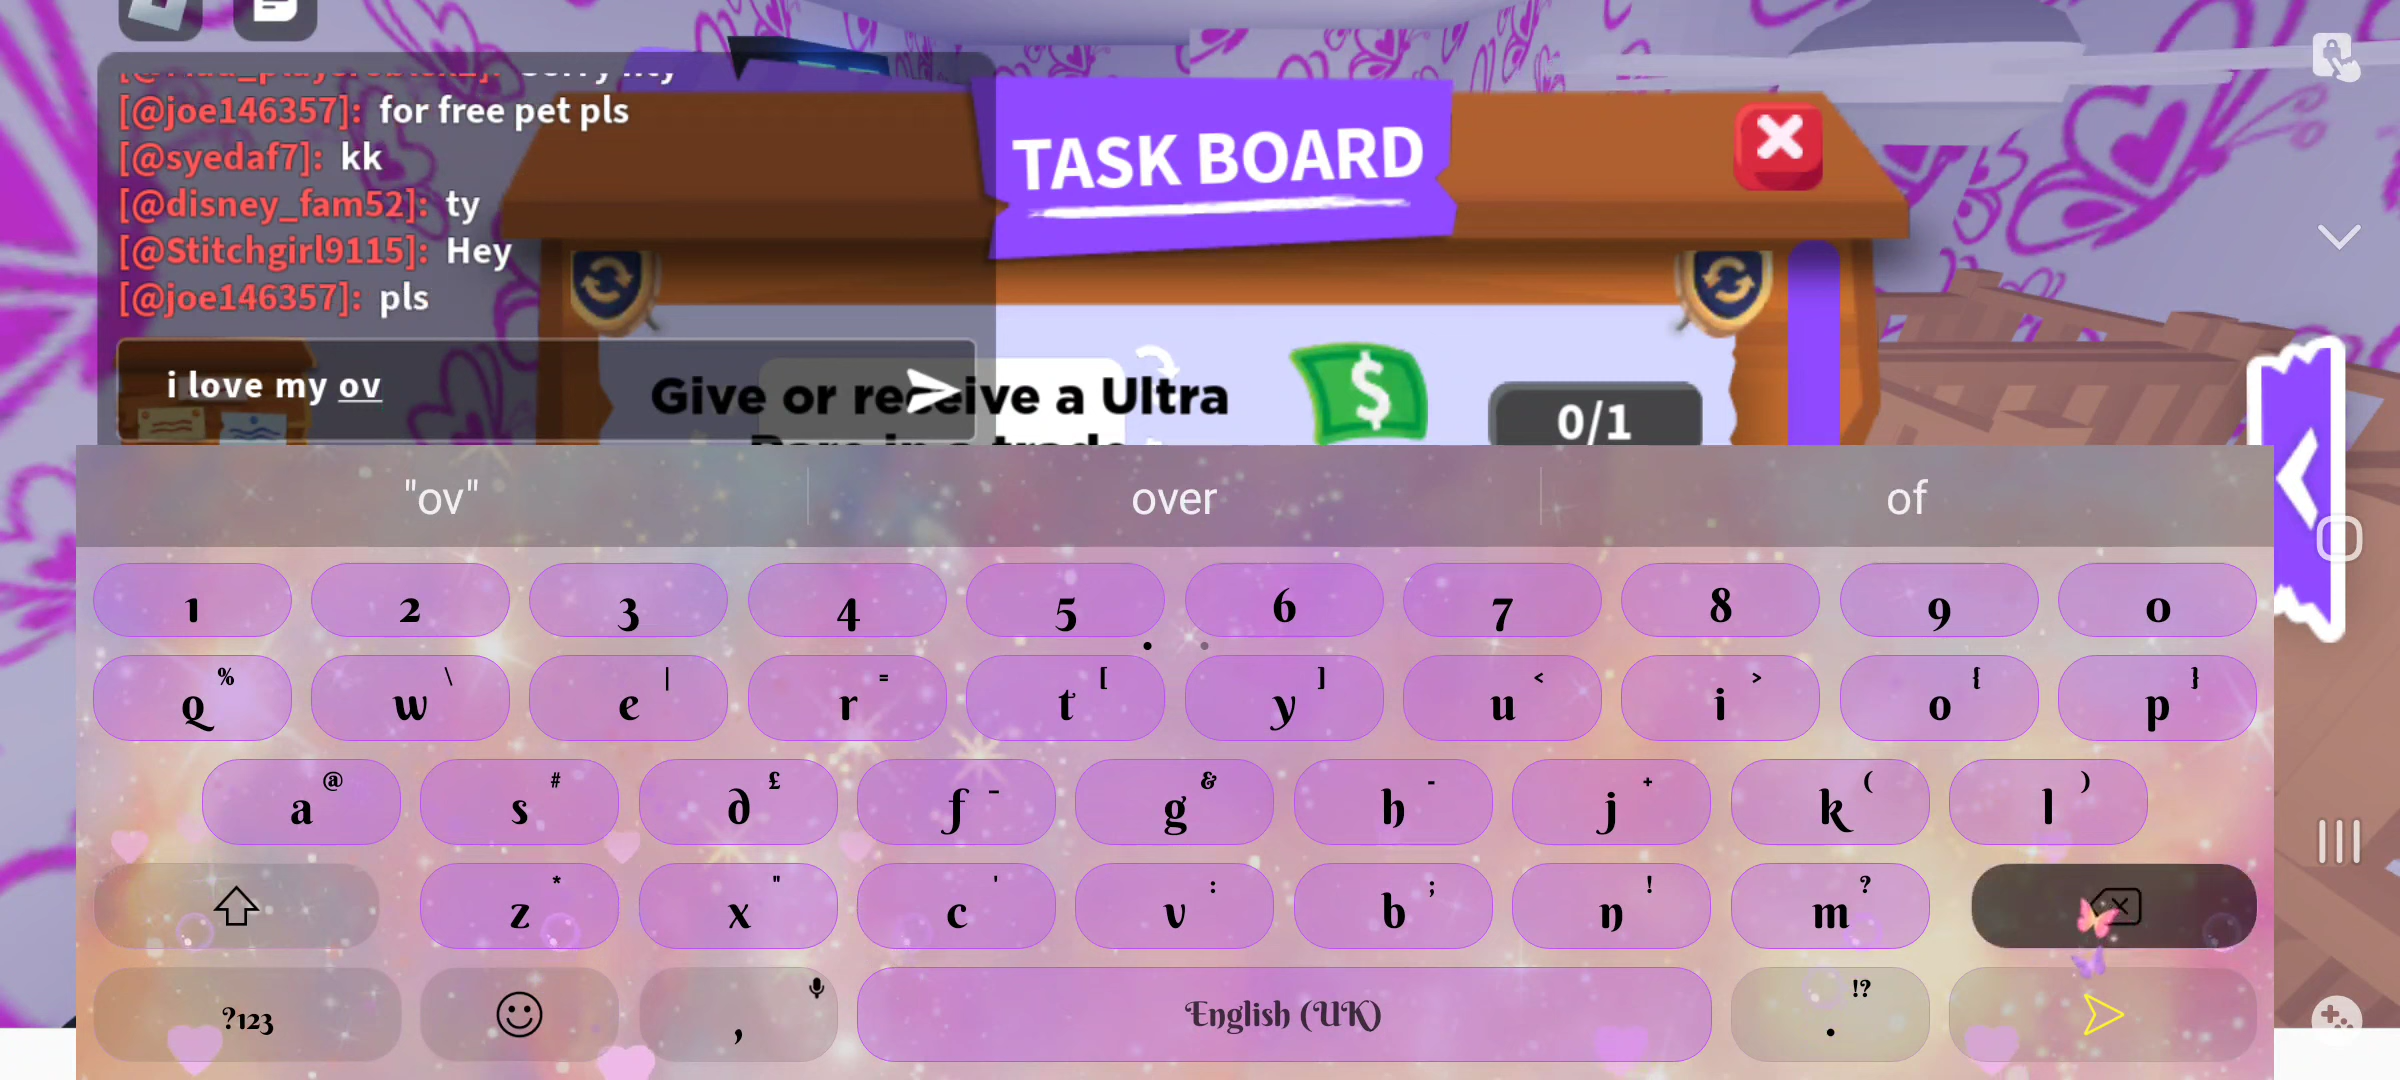 [@joe146357]: for free pet pls
[@syedaf7]: kk
[@disney_fam52]: ty
[@Stitchgirl9115]: Hey
[@joe146357]: pls
i love my ov
TASK BOARD
Give or receive a Ultra
0/1
"ov" over of
1 2 3 4 5 6 7 8 9 0
% \ | = [ ] < > { }
q w e r t y u i o p
@ # £ _ & - + ( )
a s d f g h j k l
* " ' : ; ! ?
z x c v b n m
?123 , English (UK) !? .